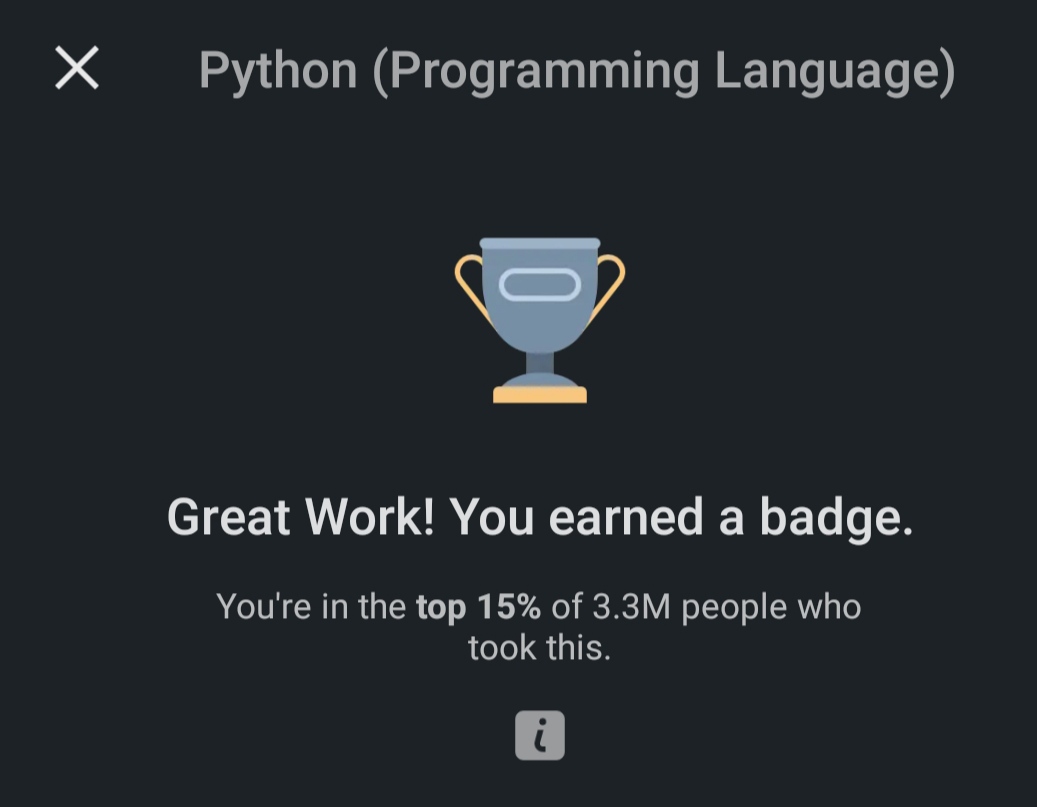 Python (Programming Language)
Great Work! You earned a badge.
You're in the top 15% of 3.3M people who
took this.
i